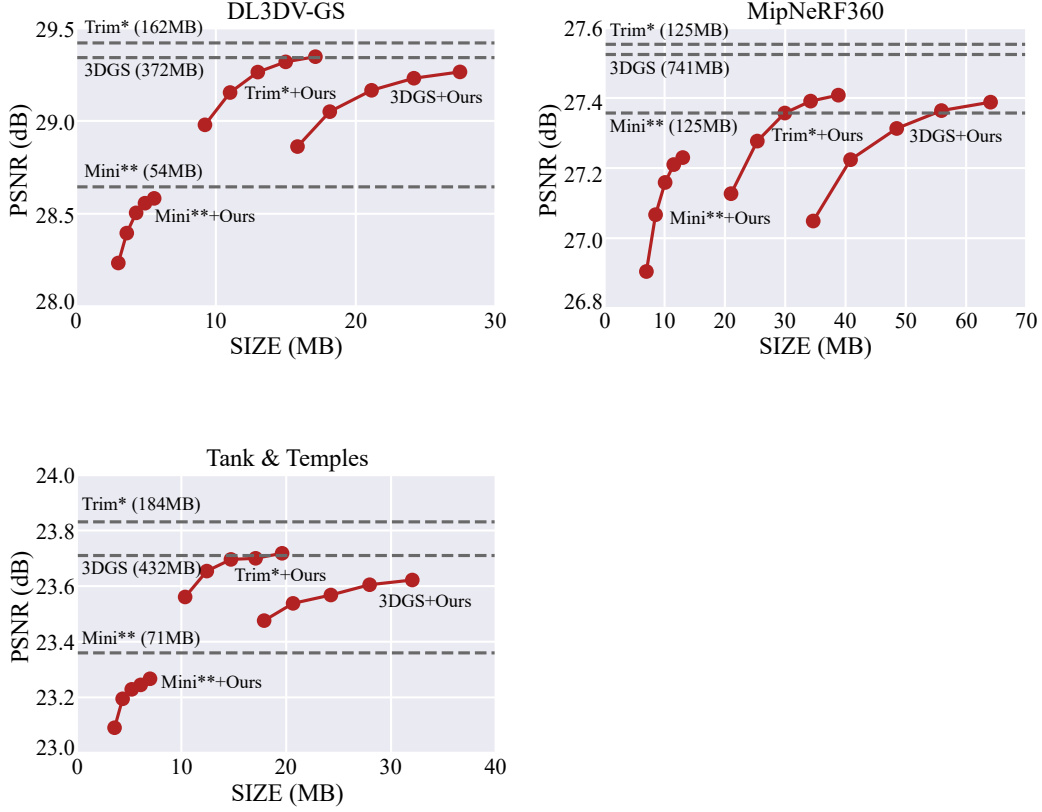 DL3DV-GS
29.5
29.0
28.5
28.0
PSNR (dB)
Trim* (162MB)
3DGS (372MB)
Trim*+Ours
3DGS+Ours
Mini** (54MB)
Mini**+Ours
0 10 20 30
SIZE (MB)
MipNeRF360
27.6
27.4
27.2
27.0
26.8
PSNR (dB)
Trim* (125MB)
3DGS (741MB)
Mini** (125MB)
Trim*+Ours
3DGS+Ours
Mini**+Ours
0 10 20 30 40 50 60 70
SIZE (MB)
Tank & Temples
24.0
23.8
23.6
23.4
23.2
23.0
PSNR (dB)
Trim* (184MB)
3DGS (432MB)
Trim*+Ours
3DGS+Ours
Mini** (71MB)
Mini**+Ours
0 10 20 30 40
SIZE (MB)